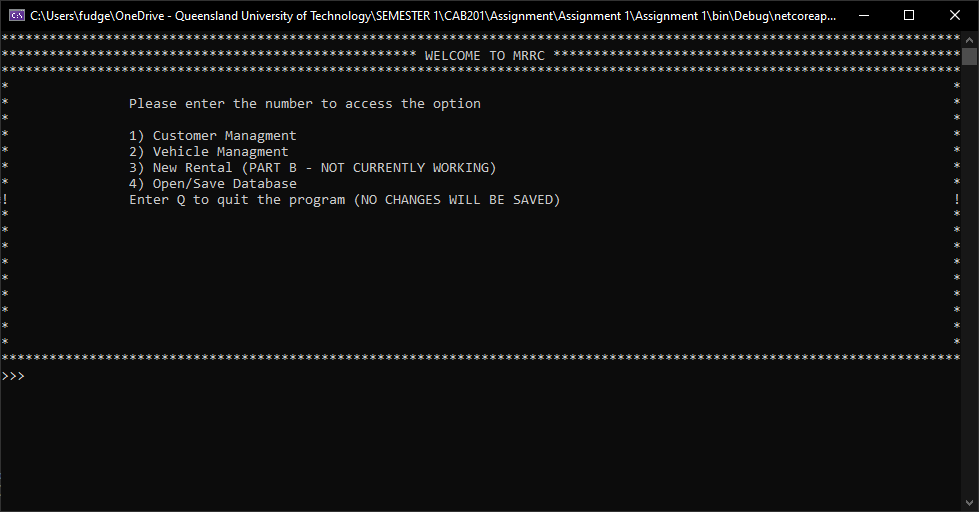 C:\Users\fudge\OneDrive - Queensland University of Technology\SEMESTER 1\CAB201\Assignment\Assignment 1\Assignment 1\bin\Debug\netcoreap...
************************************************************************************************************************
**************************************************** WELCOME TO MRRC ***************************************************
************************************************************************************************************************
* *
* Please enter the number to access the option *
* *
* 1) Customer Managment *
* 2) Vehicle Managment *
* 3) New Rental (PART B - NOT CURRENTLY WORKING) *
* 4) Open/Save Database *
! Enter Q to quit the program (NO CHANGES WILL BE SAVED) !
* *
* *
* *
* *
* *
* *
* *
* *
* *
************************************************************************************************************************
>>>